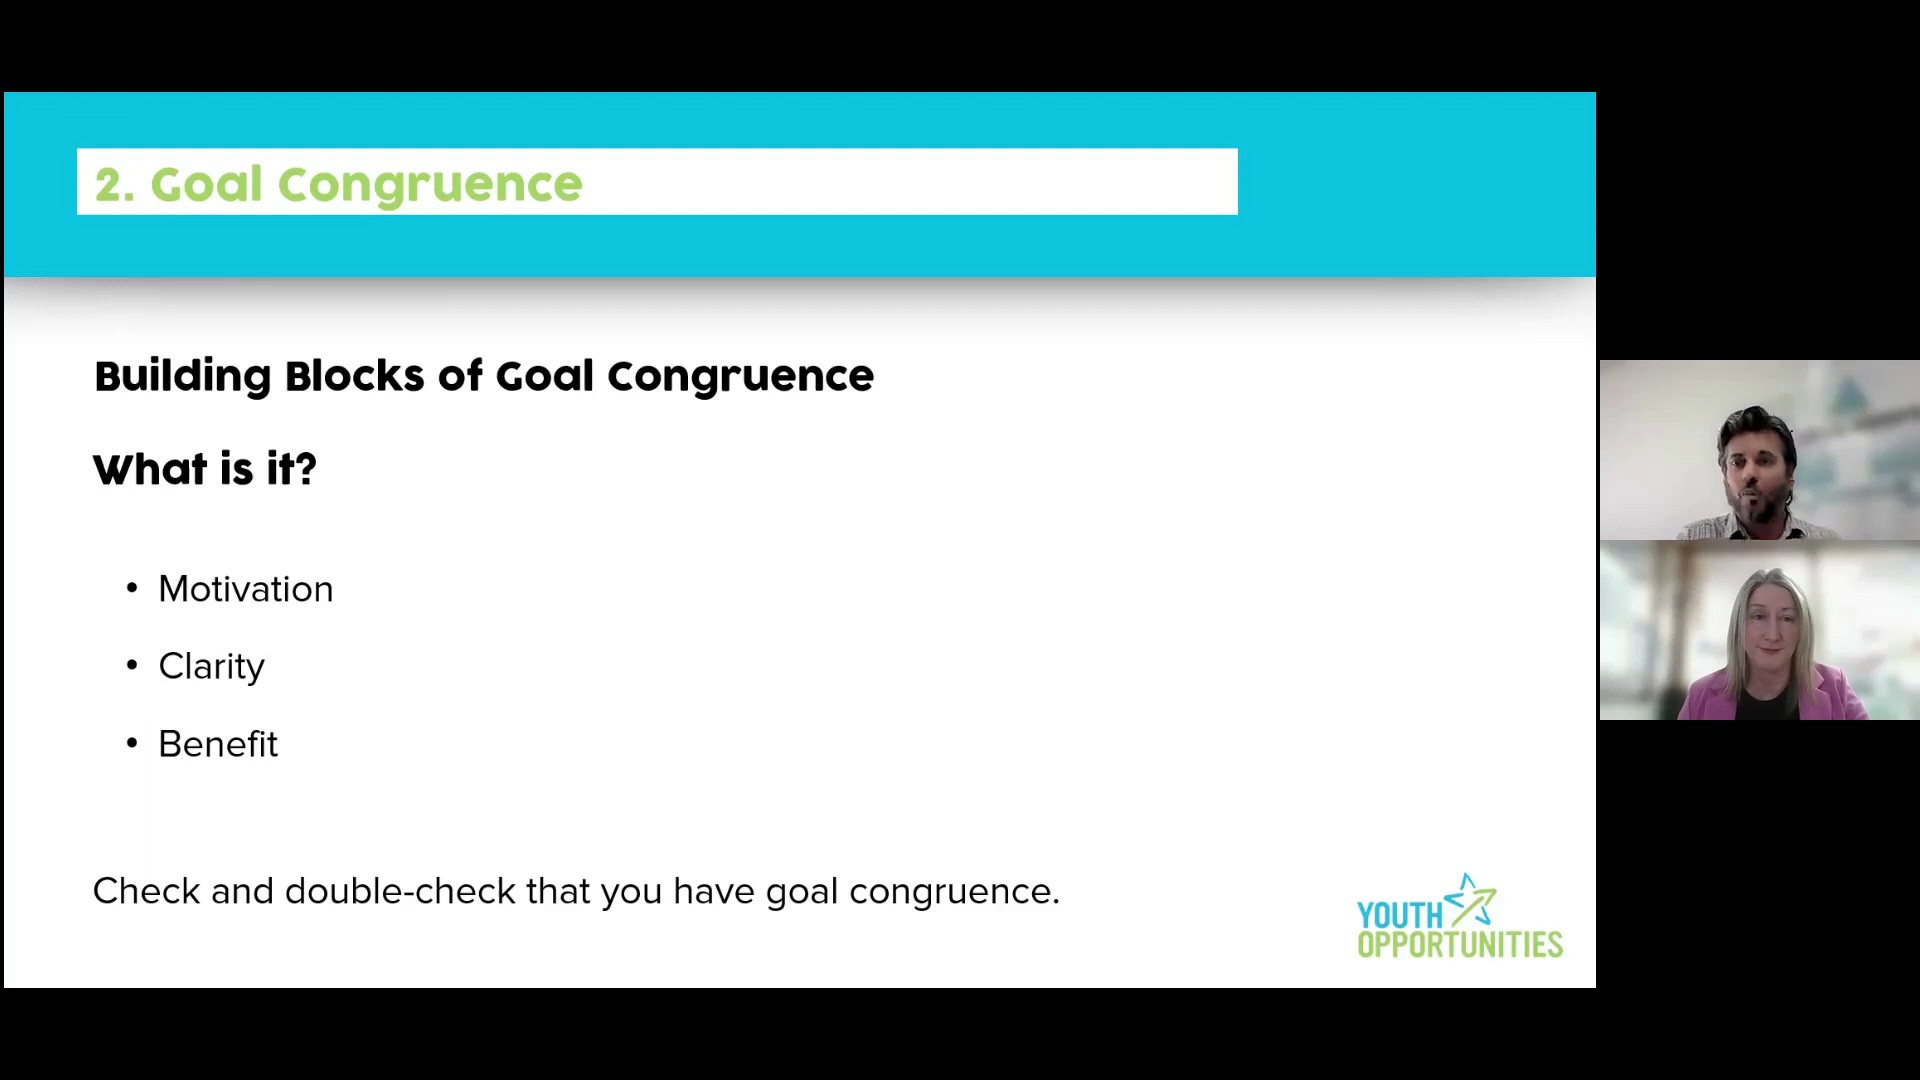 2. Goal Congruence
Building Blocks of Goal Congruence
What is it?
• Motivation
• Clarity
• Benefit
Check and double-check that you have goal congruence.
YOUTH
OPPORTUNITIES